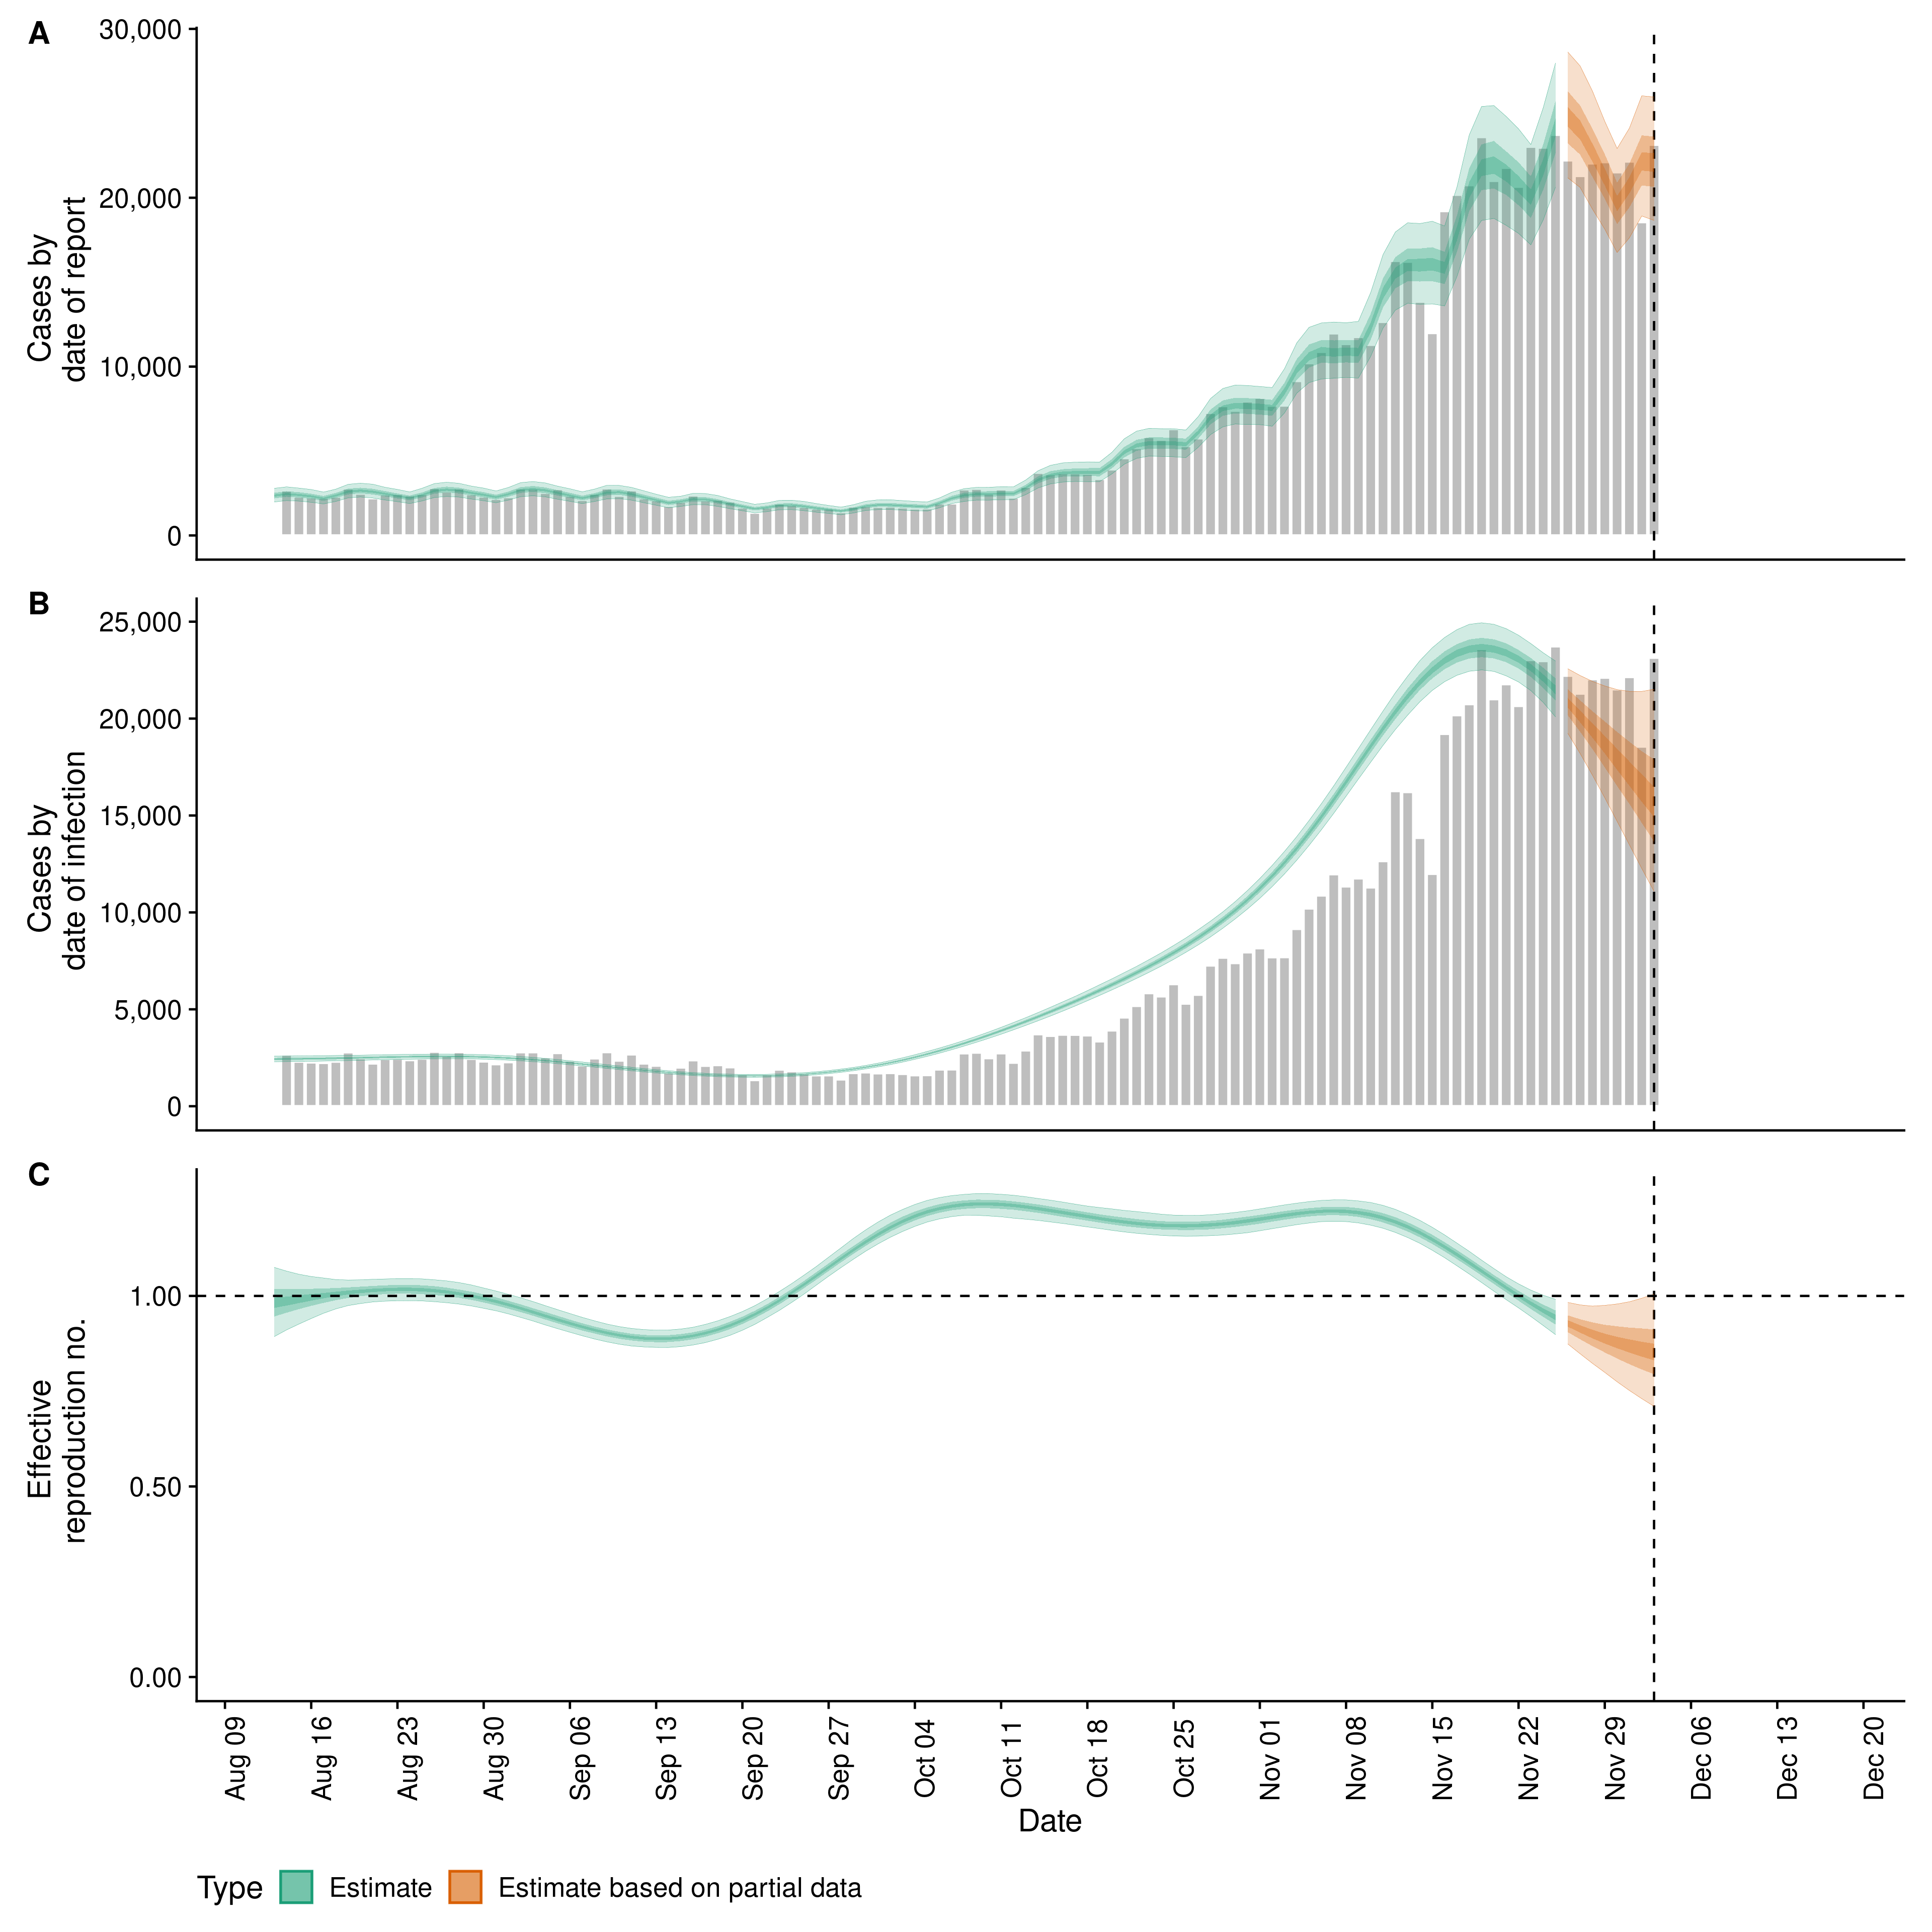 A
30,000
20,000
10,000
0
Cases by
date of report
B
25,000
20,000
15,000
10,000
5,000
0
Cases by
date of infection
C
1.00
0.50
0.00
Effective
reproduction no.
Aug 09
Aug 16
Aug 23
Aug 30
Sep 06
Sep 13
Sep 20
Sep 27
Oct 04
Oct 11
Oct 18
Oct 25
Nov 01
Nov 08
Nov 15
Nov 22
Nov 29
Dec 06
Dec 13
Dec 20
Date
Type Estimate Estimate based on partial data